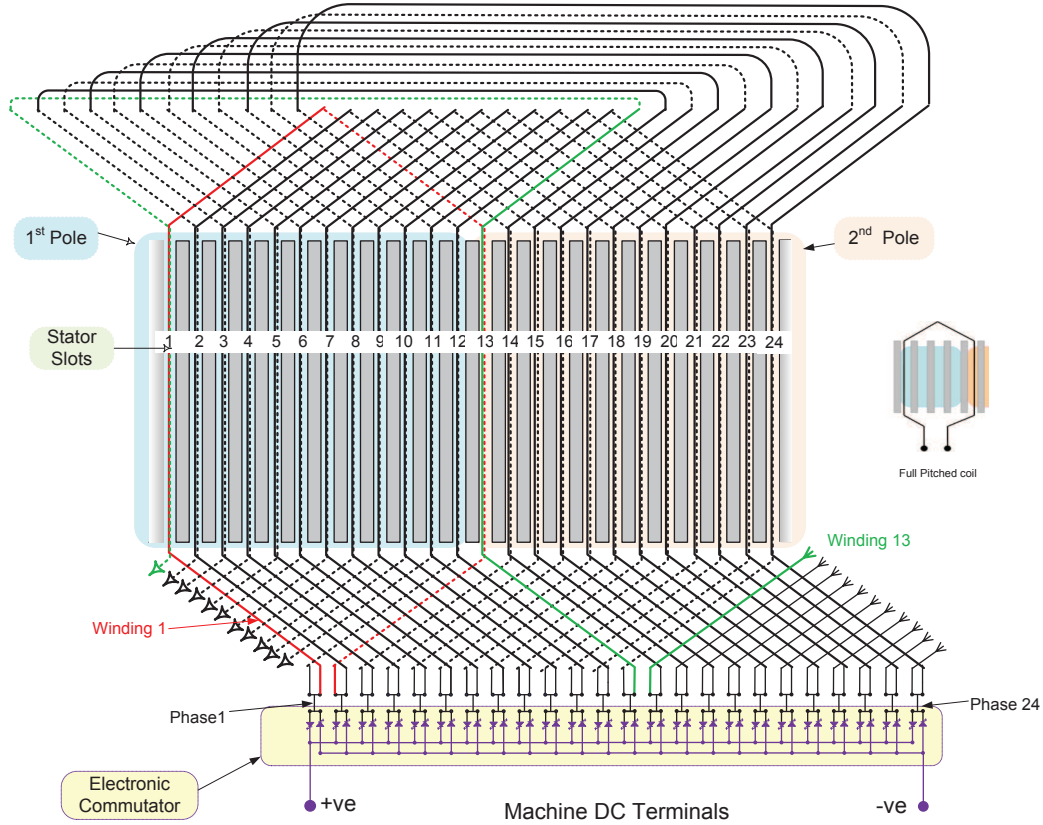 1st Pole
2nd Pole
Stator
Slots
1 2 3 4 5 6 7 8 9 10 11 12 13 14 15 16 17 18 19 20 21 22 23 24
Full Pitched coil
Winding 13
Winding 1
Phase1
Phase 24
Electronic
Commutator
+ve
Machine DC Terminals
-ve